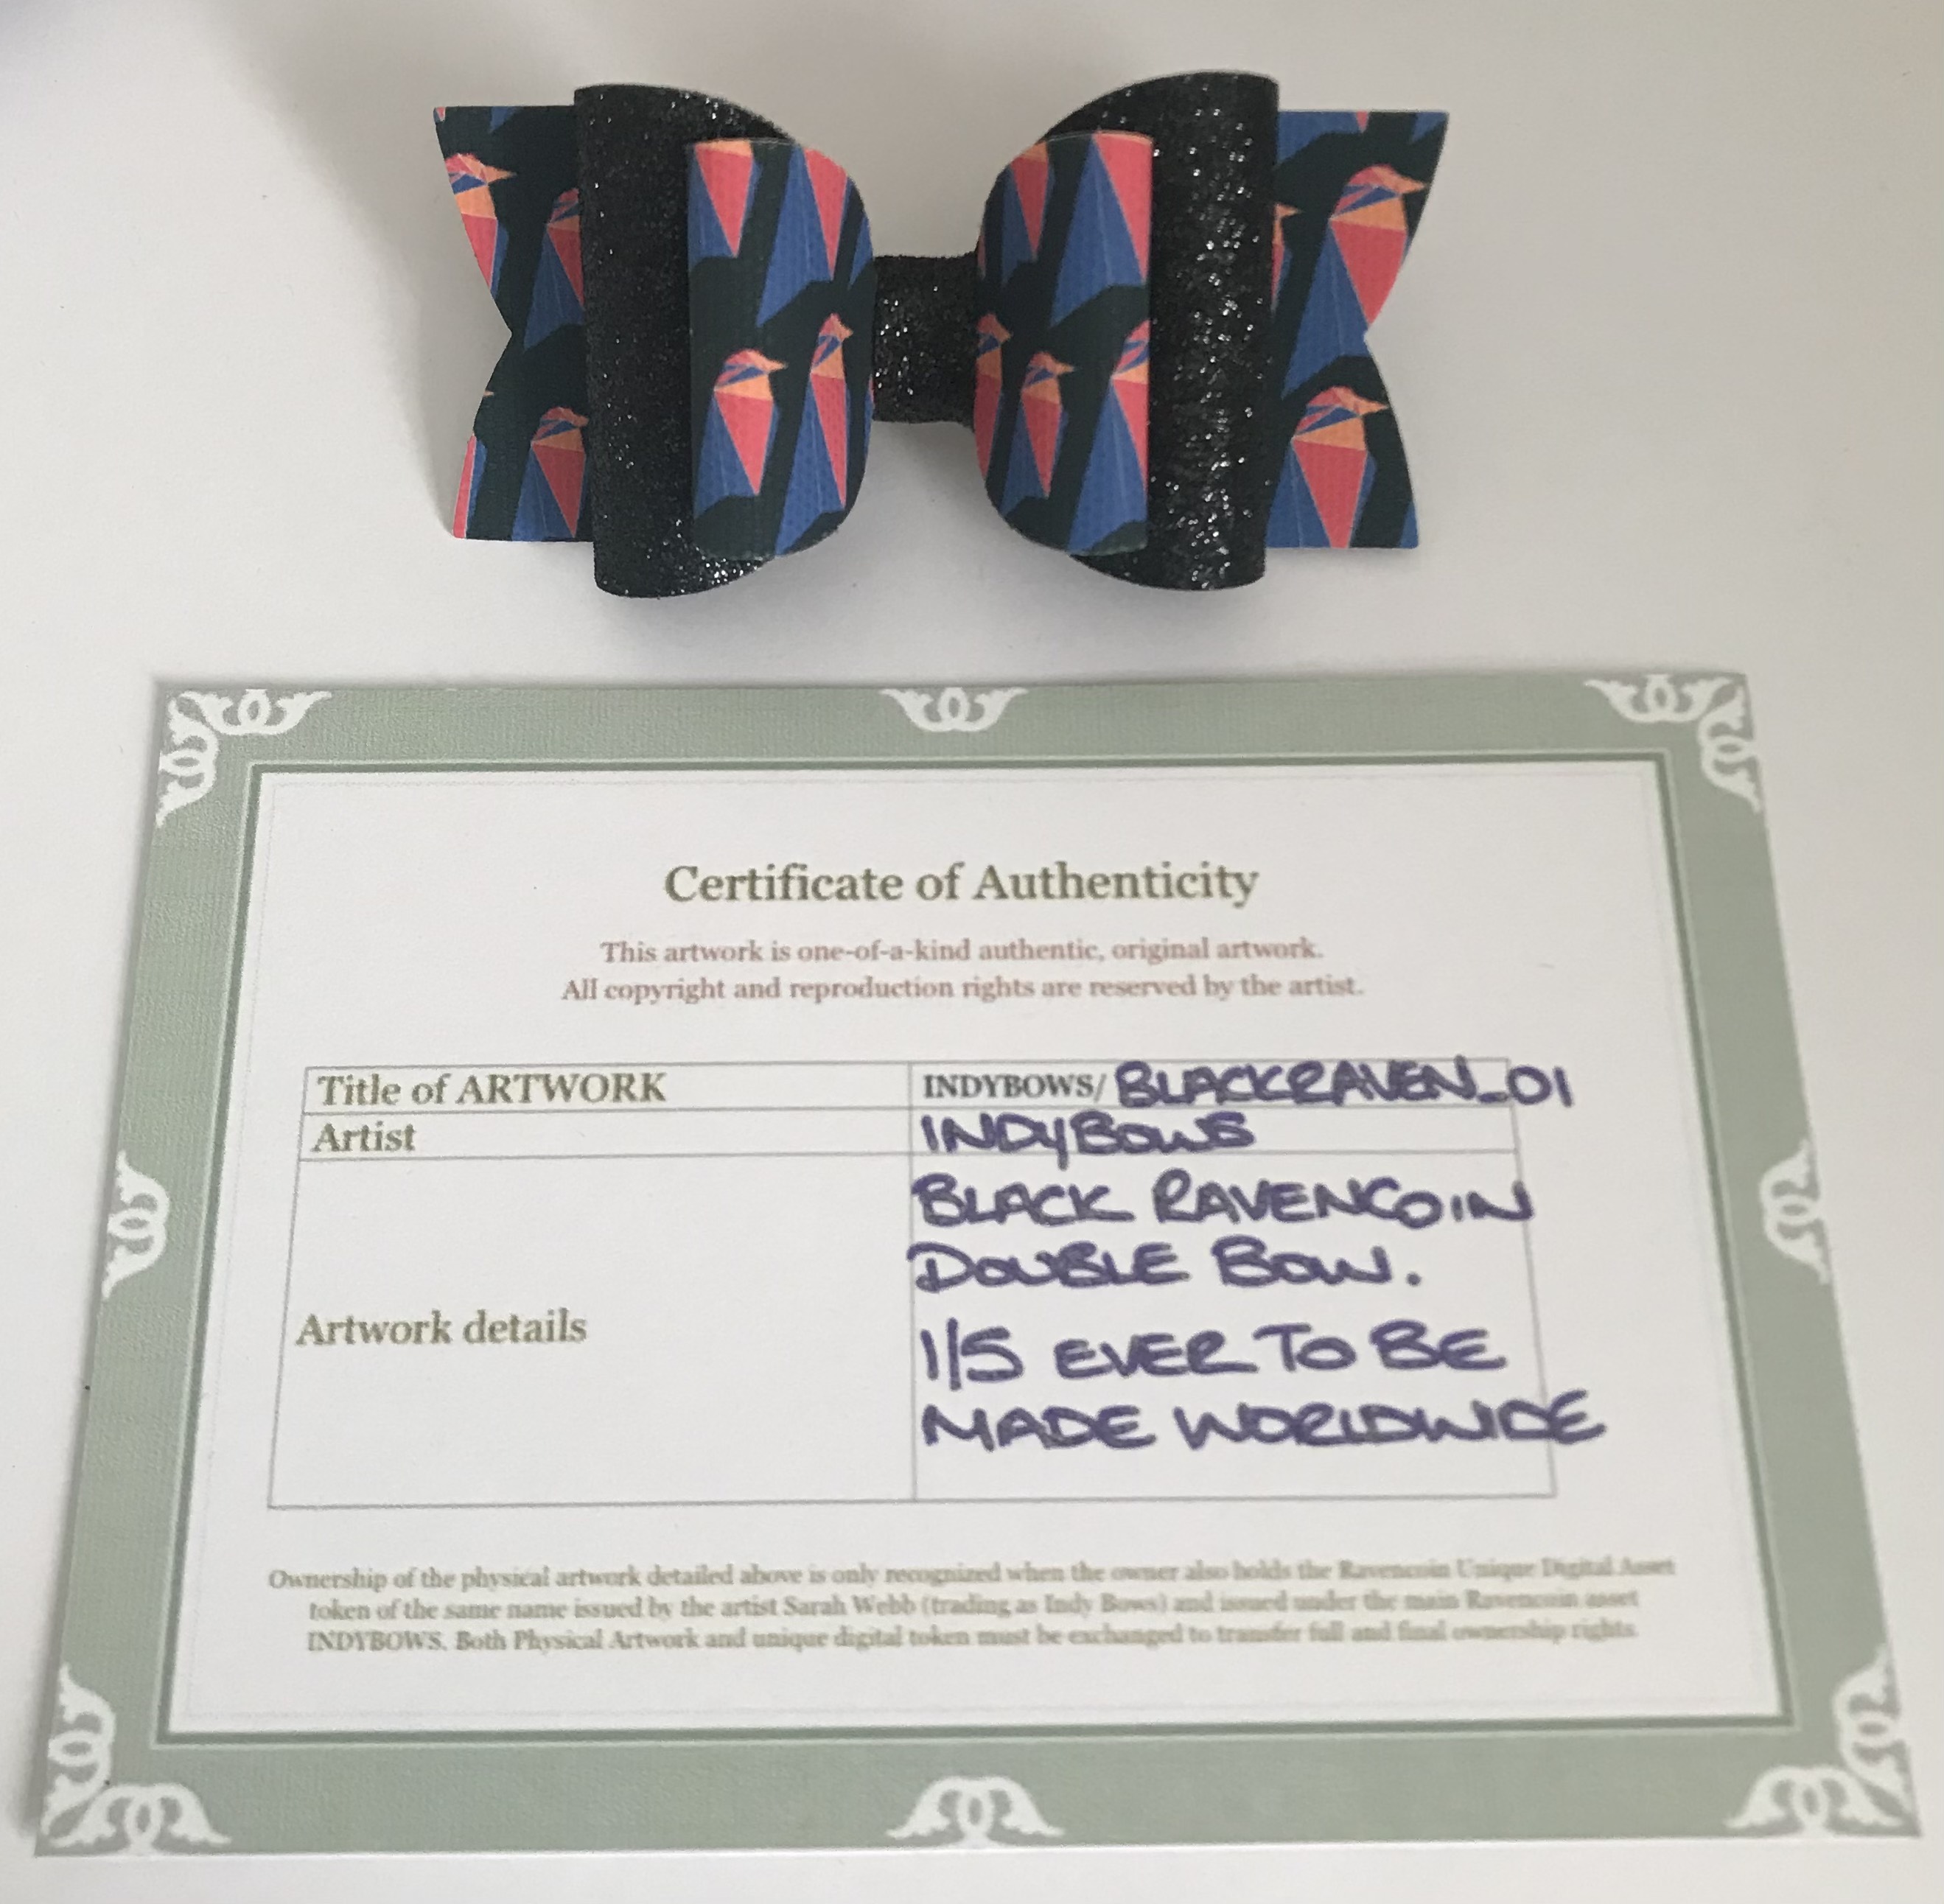 Certificate of Authenticity
This artwork is one-of-a-kind authentic, original artwork.
All copyright and reproduction rights are reserved by the artist.
Title of ARTWORK INDYBOWS/ BLACKRAVEN_01
Artist INDYBOWS
Artwork details
BLACK RAVENCOIN
DOUBLE BOW.
1/5 EVER TO BE
MADE WORLDWIDE
Ownership of the physical artwork detailed above is only recognized when the owner also holds the Ravencoin Unique Digital Asset
token of the same name issued by the artist Sarah Webb (trading as Indy Bows) and issued under the main Ravencoin asset
INDYBOWS. Both Physical Artwork and unique digital token must be exchanged to transfer full and final ownership rights.